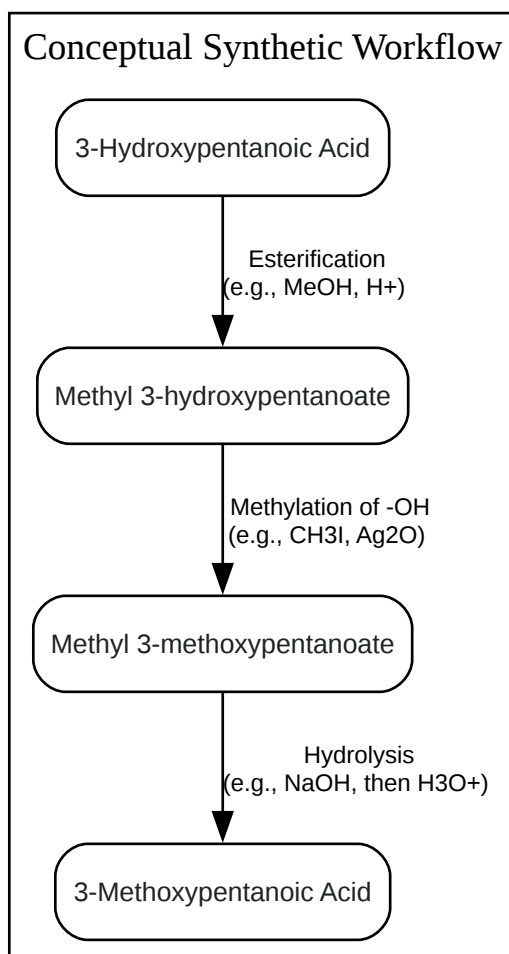 Conceptual Synthetic Workflow
3-Hydroxypentanoic Acid
Esterification
(e.g., MeOH, H+)
Methyl 3-hydroxypentanoate
Methylation of -OH
(e.g., CH3I, Ag2O)
Methyl 3-methoxypentanoate
Hydrolysis
(e.g., NaOH, then H3O+)
3-Methoxypentanoic Acid